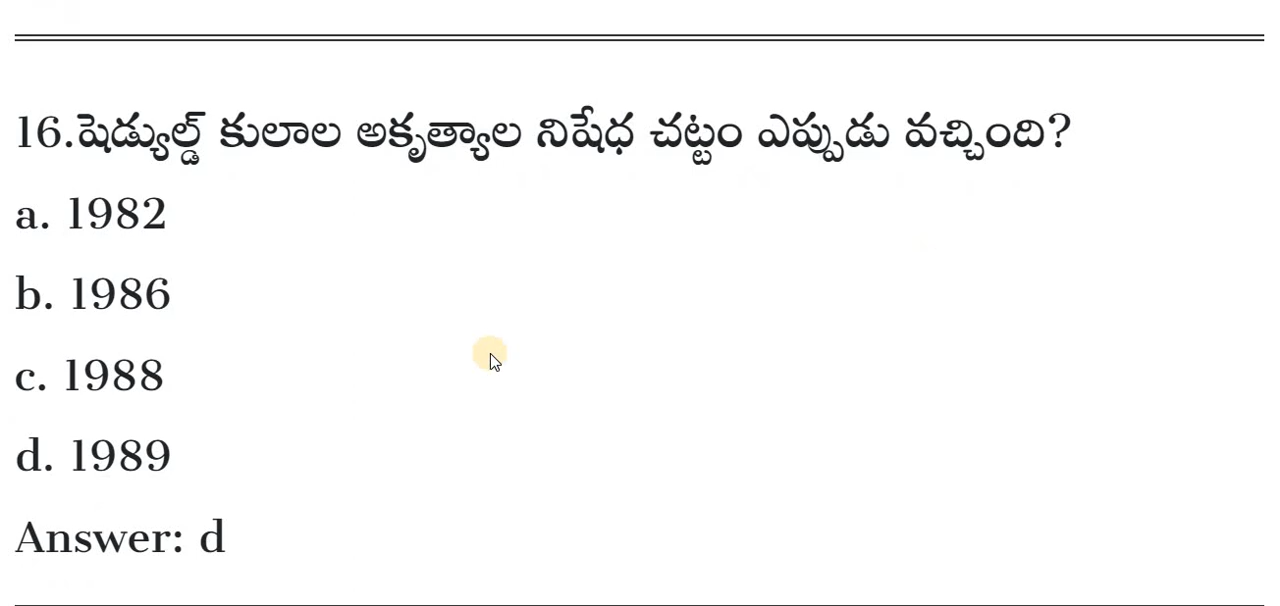 16.షెడ్యుల్డ్ కులాల అకృత్యాల నిషేధ చట్టం ఎప్పుడు వచ్చింది?
a. 1982
b. 1986
c. 1988
d. 1989
Answer: d